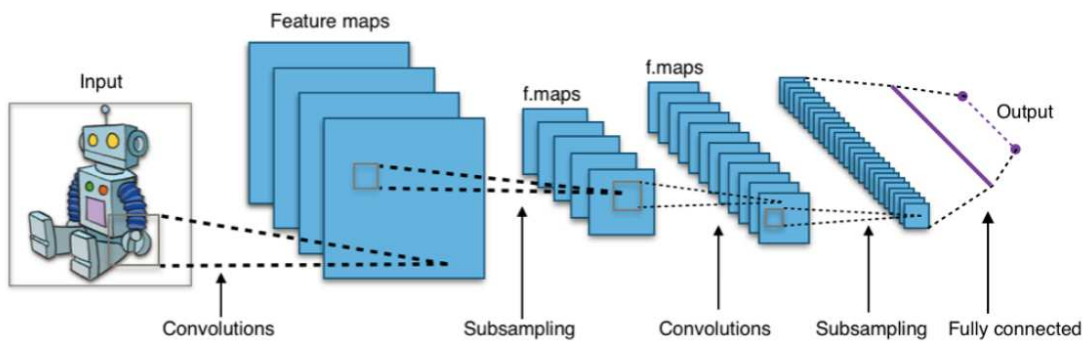 Feature maps
f.maps
f.maps
Input
Output
Convolutions
Subsampling
Convolutions
Subsampling
Fully connected